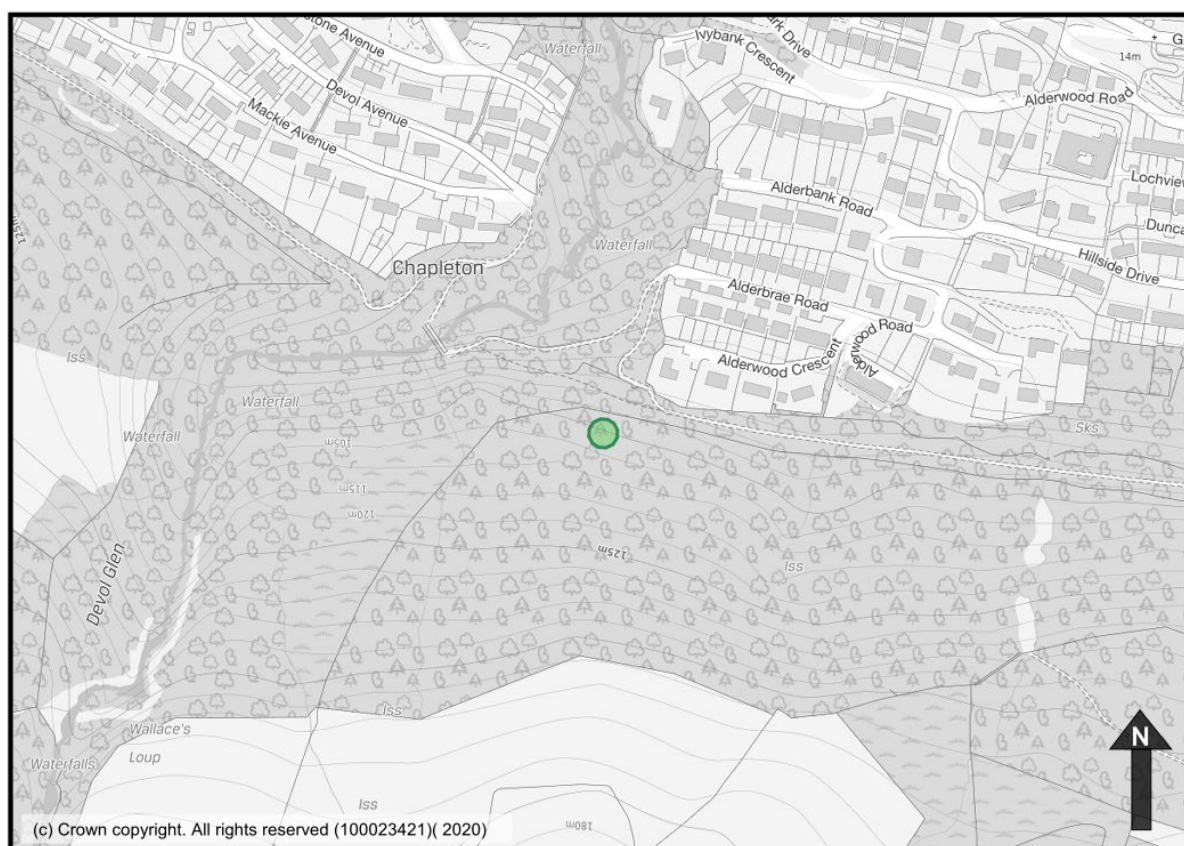 Waterfall
Ivybank Crescent
Drive
14m
Devol Avenue
Mackie Avenue
Alderwood Road
Lochview
Alderbank Road
Waterfall
Hillside Drive
Chapleton
Alderbrae Road
Alderwood Road
Alderwood Crescent
125m
Iss
Waterfall
Waterfall
Sks
105m
115m
120m
125m
Iss
Devol Glen
Iss
Wallace's
Loup
Waterfalls
N
Iss
180m
(c) Crown copyright. All rights reserved (100023421)( 2020)